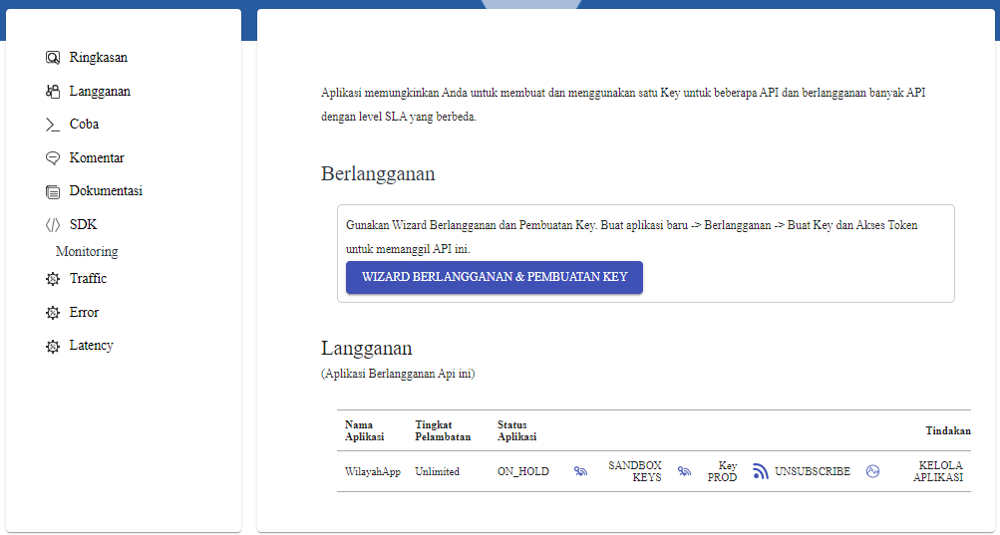 Ringkasan
Langganan
Coba
Komentar
Dokumentasi
SDK
Monitoring
Traffic
Error
Latency
Aplikasi memungkinkan Anda untuk membuat dan menggunakan satu Key untuk beberapa API dan berlangganan banyak API
dengan level SLA yang berbeda.
Berlangganan
Gunakan Wizard Berlangganan dan Pembuatan Key. Buat aplikasi baru -> Berlangganan -> Buat Key dan Akses Token
untuk memanggil API ini.
WIZARD BERLANGGANAN & PEMBUATAN KEY
Langganan
(Aplikasi Berlangganan Api ini)
Nama Aplikasi Tingkat Pelambatan Status Aplikasi Tindakan
WilayahApp Unlimited ON_HOLD SANDBOX KEYS Key PROD UNSUBSCRIBE KELOLA APLIKASI